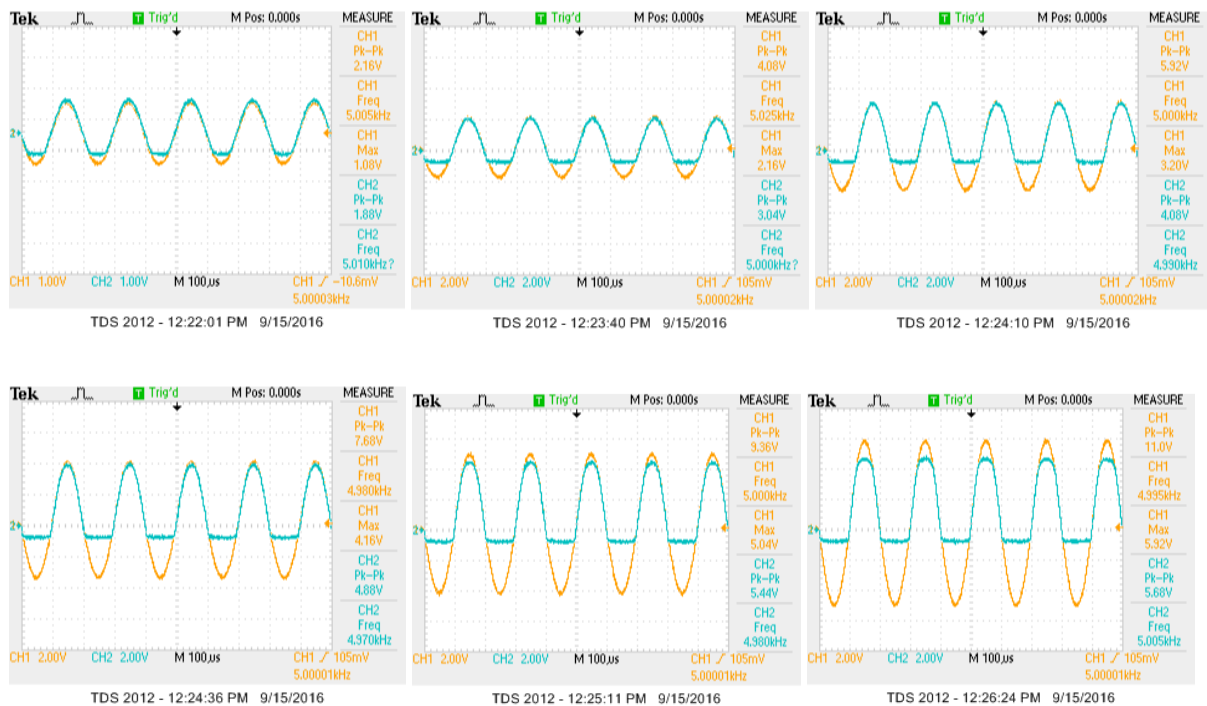 Tek Trig'd M Pos: 0.000s MEASURE
CH1
Pk-Pk
2.16V
CH1
Freq
5.005kHz
CH1
Max
1.08V
CH2
Pk-Pk
1.88V
CH2
Freq
5.010kHz?
2
CH1 1.00V CH2 1.00V M 100µs CH1 -10.6mV
5.00003kHz
TDS 2012 - 12:22:01 PM 9/15/2016
Tek T Trig'd M Pos: 0.000s MEASURE
CH1
Pk-Pk
4.08V
CH1
Freq
5.025kHz
CH1
Max
2.16V
CH2
Pk-Pk
3.04V
CH2
Freq
5.000kHz?
2
CH1 2.00V CH2 2.00V M 100µs CH1 105mV
5.00002kHz
TDS 2012 - 12:23:40 PM 9/15/2016
Tek T Trig'd M Pos: 0.000s MEASURE
CH1
Pk-Pk
5.92V
CH1
Freq
5.000kHz
CH1
Max
3.20V
CH2
Pk-Pk
4.08V
CH2
Freq
4.990kHz
2
CH1 2.00V CH2 2.00V M 100µs CH1 105mV
5.00002kHz
TDS 2012 - 12:24:10 PM 9/15/2016
Tek T Trig'd M Pos: 0.000s MEASURE
CH1
Pk-Pk
7.68V
CH1
Freq
4.980kHz
CH1
Max
4.16V
CH2
Pk-Pk
4.88V
CH2
Freq
4.970kHz
2
CH1 2.00V CH2 2.00V M 100µs CH1 105mV
5.00001kHz
TDS 2012 - 12:24:36 PM 9/15/2016
Tek T Trig'd M Pos: 0.000s MEASURE
CH1
Pk-Pk
9.36V
CH1
Freq
5.000kHz
CH1
Max
5.04V
CH2
Pk-Pk
5.44V
CH2
Freq
4.980kHz
2
CH1 2.00V CH2 2.00V M 100µs CH1 105mV
5.00001kHz
TDS 2012 - 12:25:11 PM 9/15/2016
Tek T Trig'd M Pos: 0.000s MEASURE
CH1
Pk-Pk
11.0V
CH1
Freq
4.995kHz
CH1
Max
5.92V
CH2
Pk-Pk
5.68V
CH2
Freq
5.005kHz
2
CH1 2.00V CH2 2.00V M 100µs CH1 105mV
5.00001kHz
TDS 2012 - 12:26:24 PM 9/15/2016